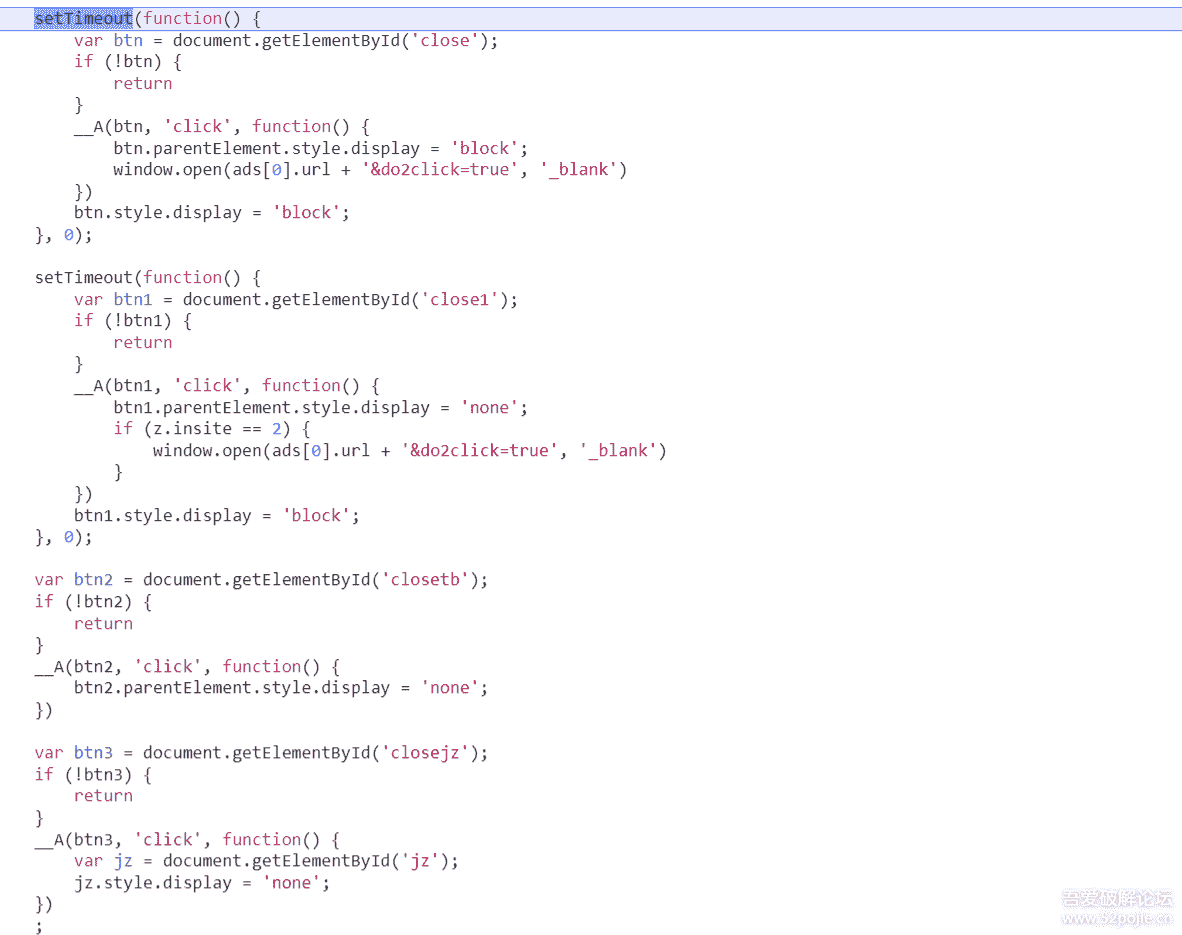 setTimeout(function() {
    var btn = document.getElementById('close');
    if (!btn) {
        return
    }
    __A(btn, 'click', function() {
        btn.parentElement.style.display = 'block';
        window.open(ads[0].url + '&do2click=true', '_blank')
    })
    btn.style.display = 'block';
}, 0);

setTimeout(function() {
    var btn1 = document.getElementById('close1');
    if (!btn1) {
        return
    }
    __A(btn1, 'click', function() {
        btn1.parentElement.style.display = 'none';
        if (z.insite == 2) {
            window.open(ads[0].url + '&do2click=true', '_blank')
        }
    })
    btn1.style.display = 'block';
}, 0);

var btn2 = document.getElementById('closetb');
if (!btn2) {
    return
}
__A(btn2, 'click', function() {
    btn2.parentElement.style.display = 'none';
})

var btn3 = document.getElementById('closejz');
if (!btn3) {
    return
}
__A(btn3, 'click', function() {
    var jz = document.getElementById('jz');
    jz.style.display = 'none';
})
;
吾爱破解论坛
www.52pojie.cn